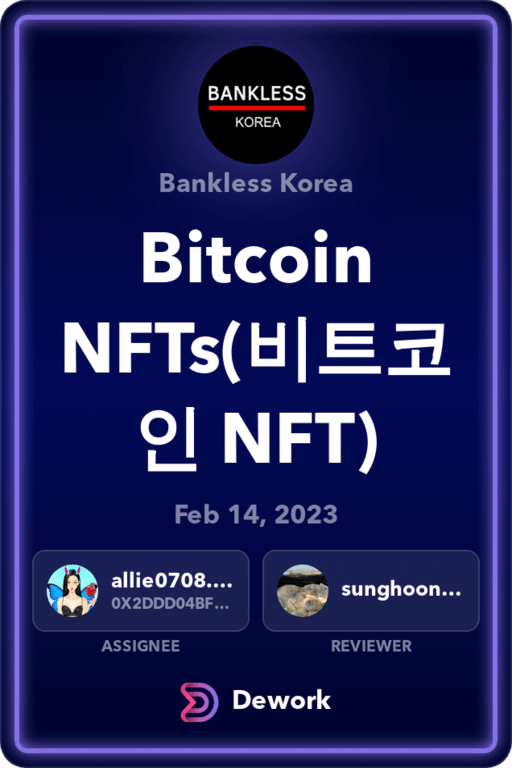 BANKLESS
KOREA
Bankless Korea
Bitcoin
NFTs(비트코
인 NFT)
Feb 14, 2023
allie0708....
0X2DDD04BF...
sunghoon...
ASSIGNEE
REVIEWER
Dework